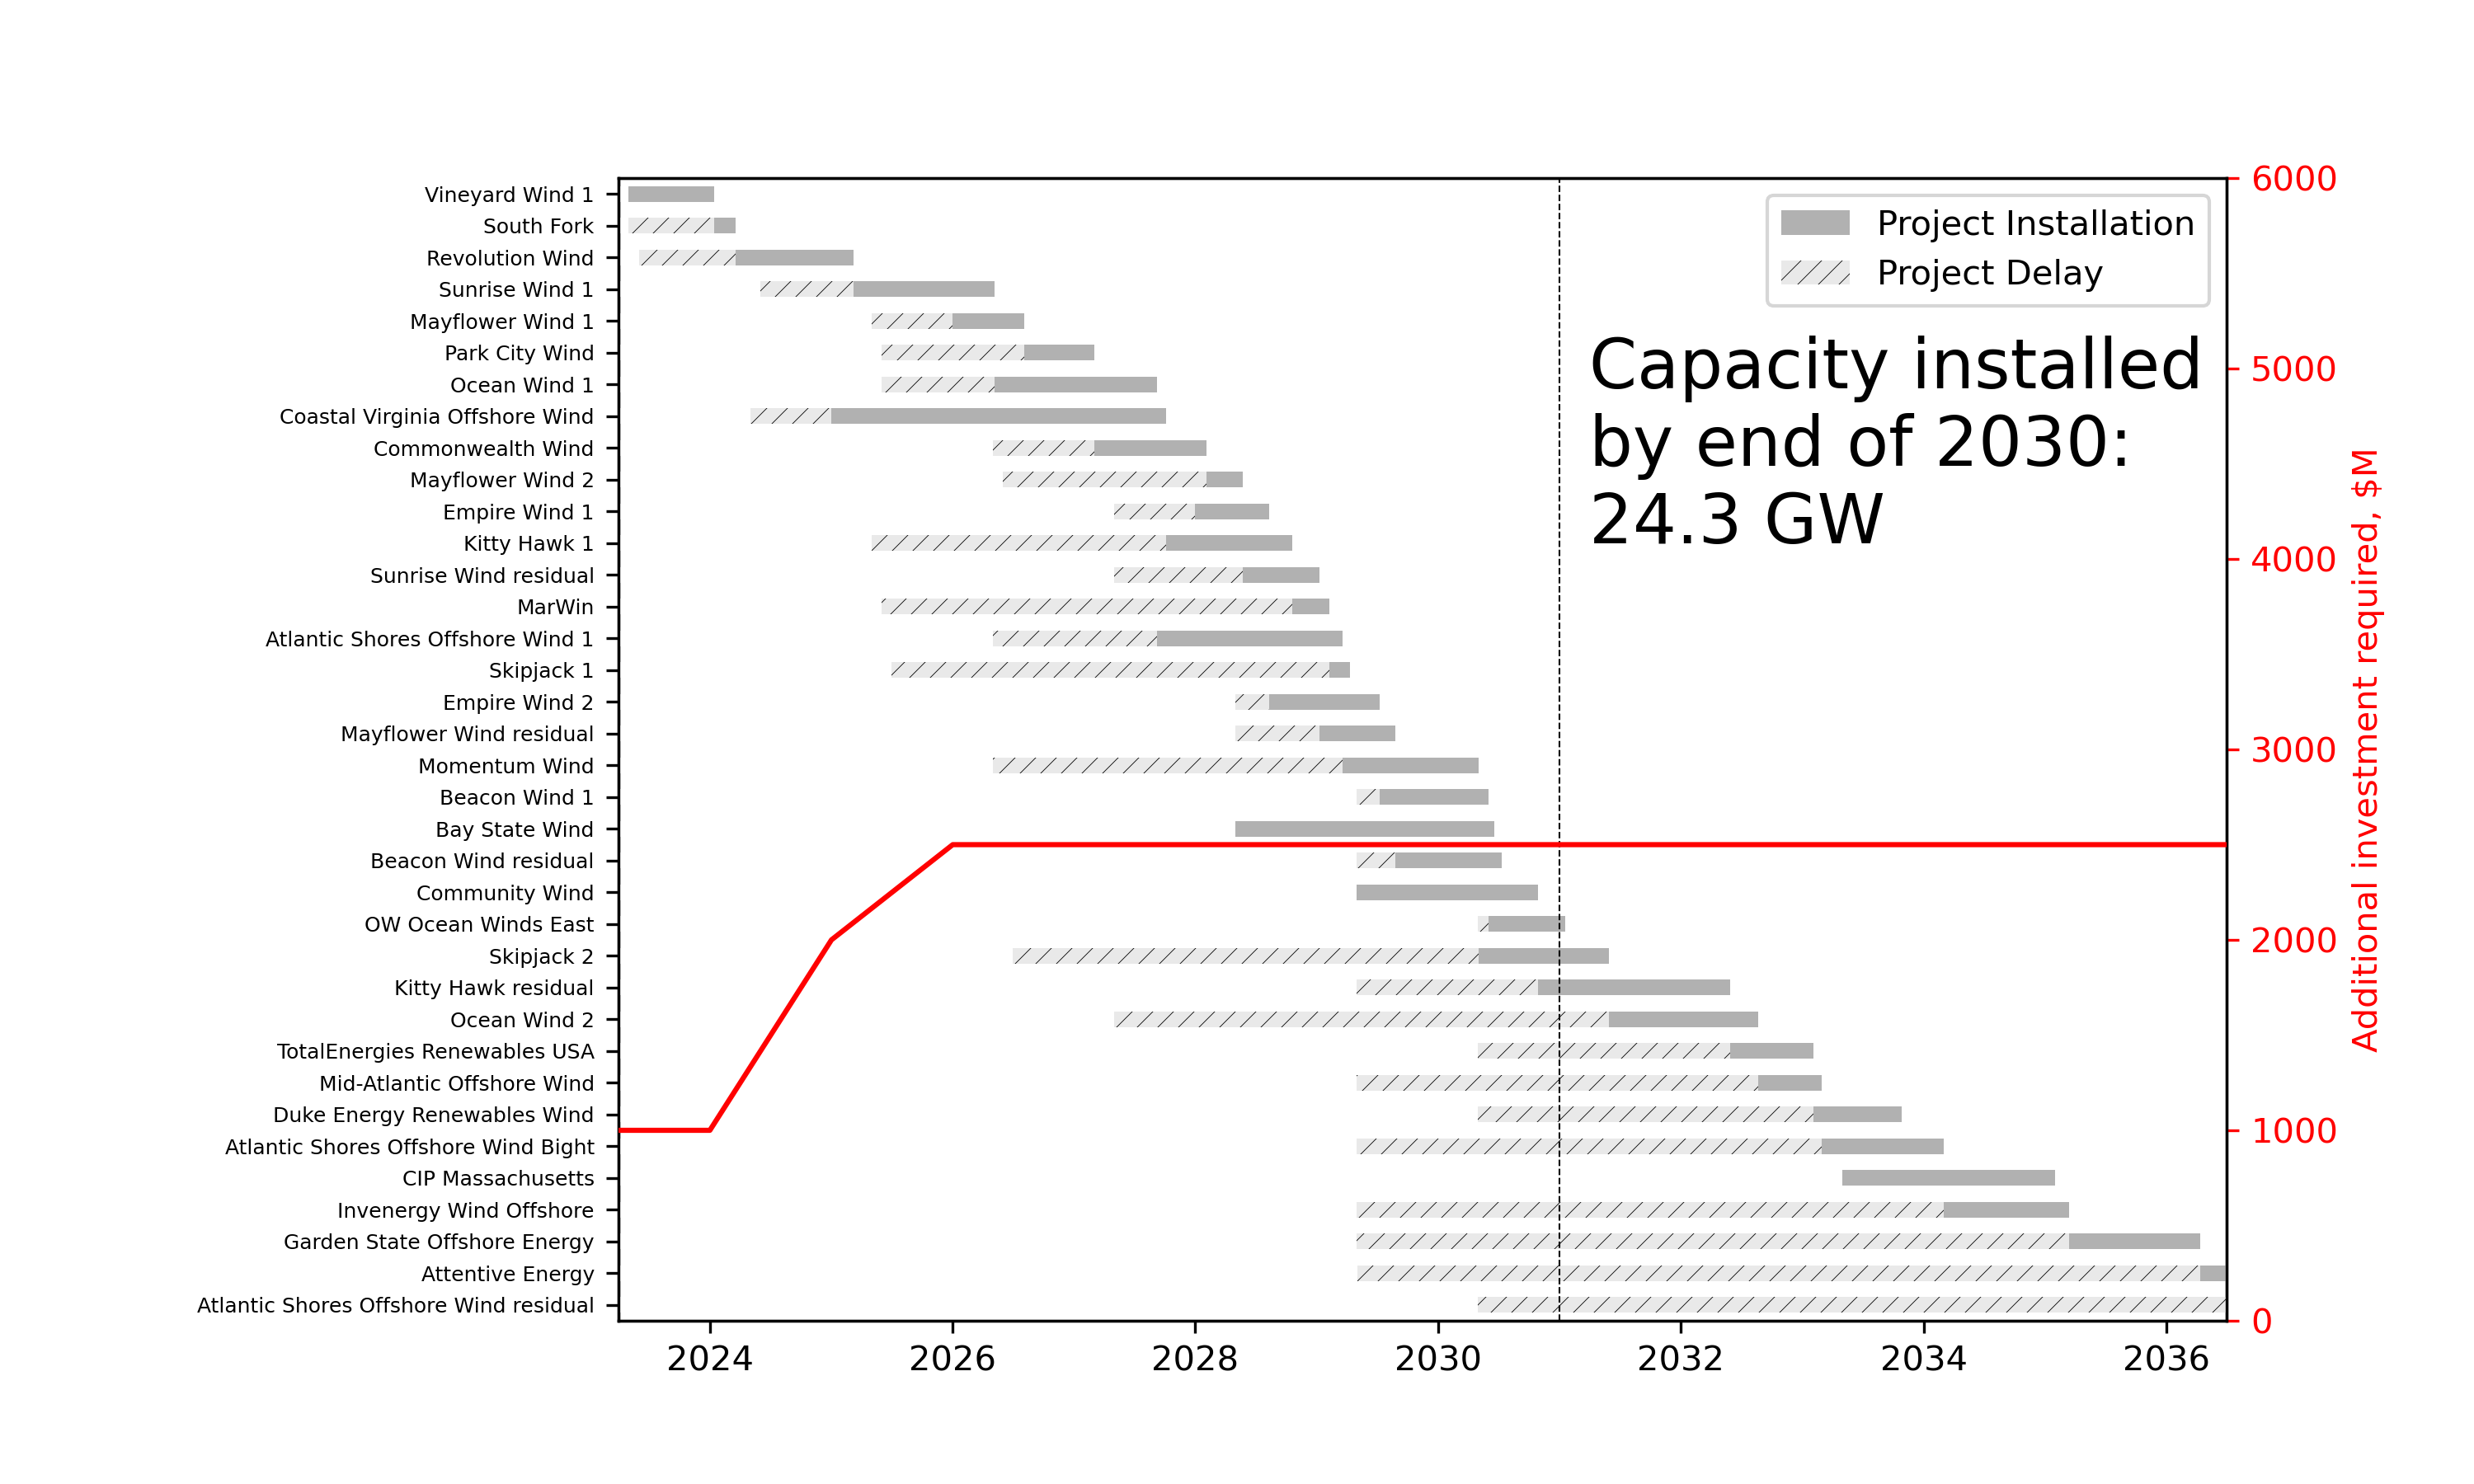 Vineyard Wind 1
South Fork
Revolution Wind
Sunrise Wind 1
Mayflower Wind 1
Park City Wind
Ocean Wind 1
Coastal Virginia Offshore Wind
Commonwealth Wind
Mayflower Wind 2
Empire Wind 1
Kitty Hawk 1
Sunrise Wind residual
MarWin
Atlantic Shores Offshore Wind 1
Skipjack 1
Empire Wind 2
Mayflower Wind residual
Momentum Wind
Beacon Wind 1
Bay State Wind
Beacon Wind residual
Community Wind
OW Ocean Winds East
Skipjack 2
Kitty Hawk residual
Ocean Wind 2
TotalEnergies Renewables USA
Mid-Atlantic Offshore Wind
Duke Energy Renewables Wind
Atlantic Shores Offshore Wind Bight
CIP Massachusetts
Invenergy Wind Offshore
Garden State Offshore Energy
Attentive Energy
Atlantic Shores Offshore Wind residual
2024
2026
2028
2030
2032
2034
2036
Project Installation
Project Delay
Capacity installed
by end of 2030:
24.3 GW
6000
5000
4000
3000
2000
1000
0
Additional investment required, $M